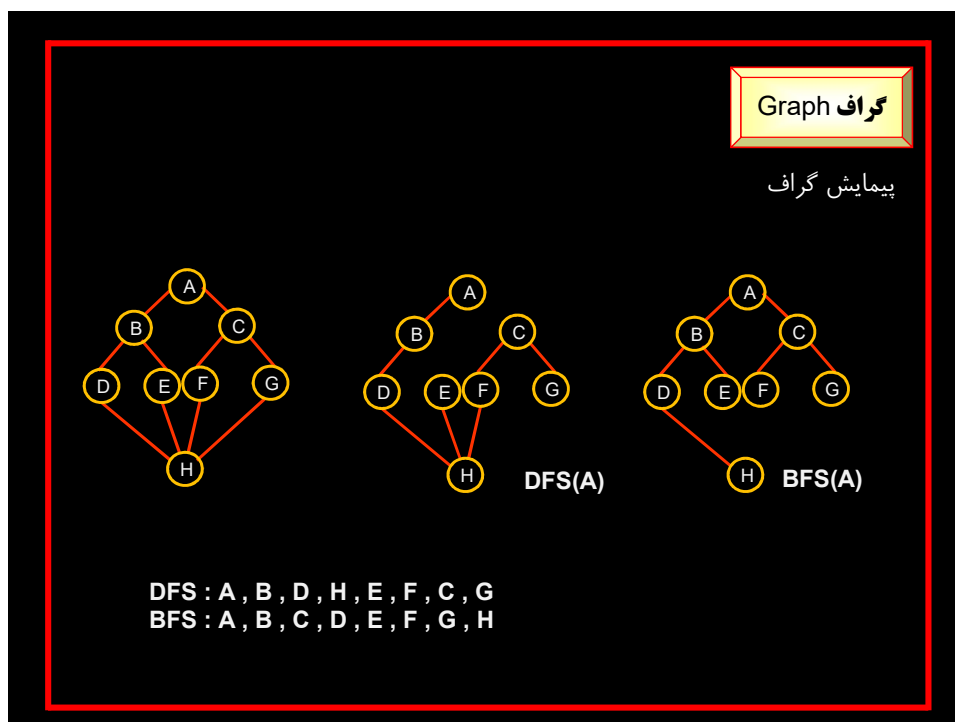 گراف Graph
پیمایش گراف
A
B
C
D
E
F
G
H
A
B
C
D
E
F
G
H
DFS(A)
A
B
C
D
E
F
G
H
BFS(A)
DFS : A , B , D , H , E , F , C , G
BFS : A , B , C , D , E , F , G , H